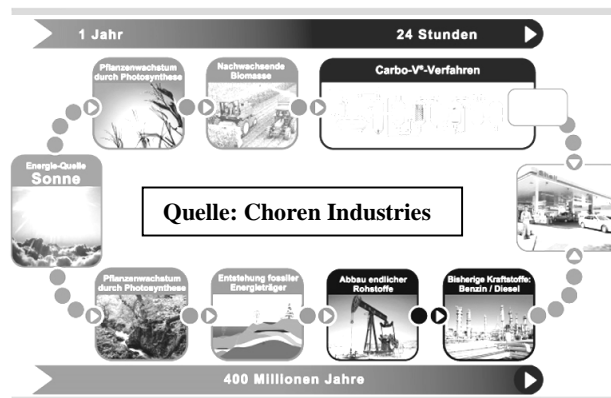 1 Jahr
24 Stunden
Pflanzenwachstum
durch Photosynthese
Nachwachsende
Biomasse
Carbo-V®-Verfahren
Energie-Quelle
Sonne
Quelle: Choren Industries
Pflanzenwachstum
durch Photosynthese
Entstehung fossiler
Energieträger
Abbau endlicher
Rohstoffe
Bisherige Kraftstoffe:
Benzin / Diesel
400 Millionen Jahre